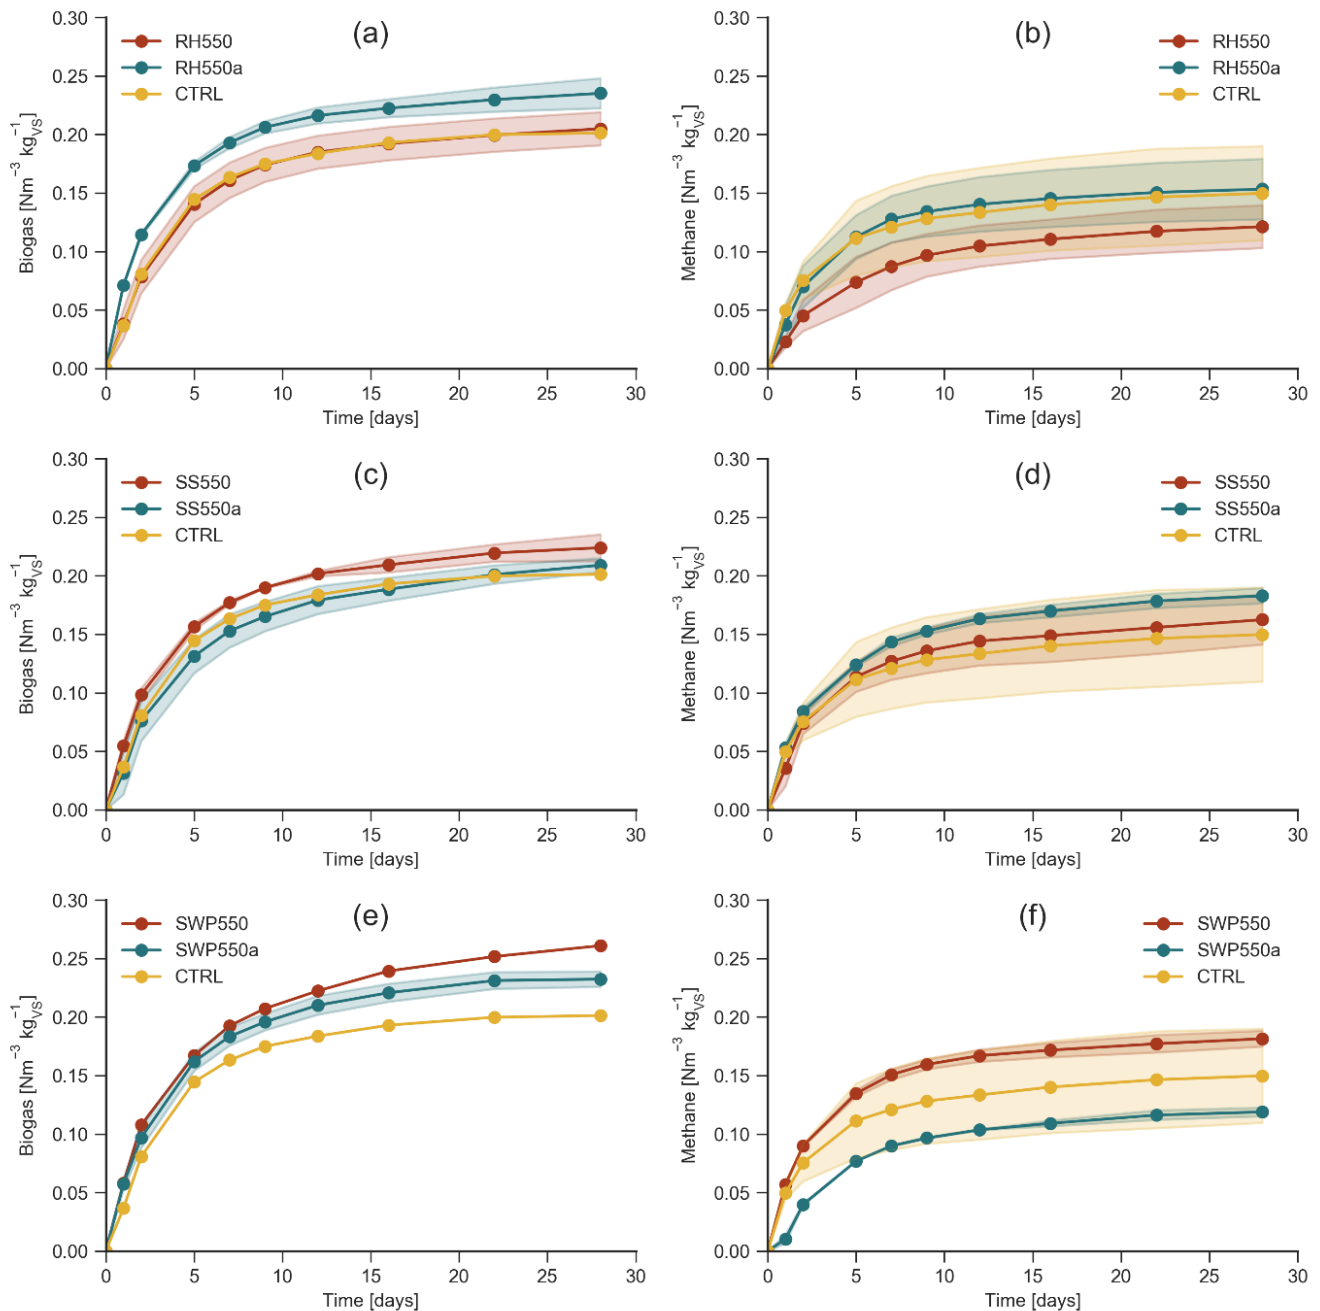 (a)
RH550
RH550a
CTRL
Biogas [Nm⁻³ kg⁻¹VS]
0.30
0.25
0.20
0.15
0.10
0.05
0.00
0 5 10 15 20 25 30
Time [days]
(b)
RH550
RH550a
CTRL
Methane [Nm⁻³ kg⁻¹VS]
0.30
0.25
0.20
0.15
0.10
0.05
0.00
0 5 10 15 20 25 30
Time [days]
(c)
SS550
SS550a
CTRL
Biogas [Nm⁻³ kg⁻¹VS]
0.30
0.25
0.20
0.15
0.10
0.05
0.00
0 5 10 15 20 25 30
Time [days]
(d)
SS550
SS550a
CTRL
Methane [Nm⁻³ kg⁻¹VS]
0.30
0.25
0.20
0.15
0.10
0.05
0.00
0 5 10 15 20 25 30
Time [days]
(e)
SWP550
SWP550a
CTRL
Biogas [Nm⁻³ kg⁻¹VS]
0.30
0.25
0.20
0.15
0.10
0.05
0.00
0 5 10 15 20 25 30
Time [days]
(f)
SWP550
SWP550a
CTRL
Methane [Nm⁻³ kg⁻¹VS]
0.30
0.25
0.20
0.15
0.10
0.05
0.00
0 5 10 15 20 25 30
Time [days]